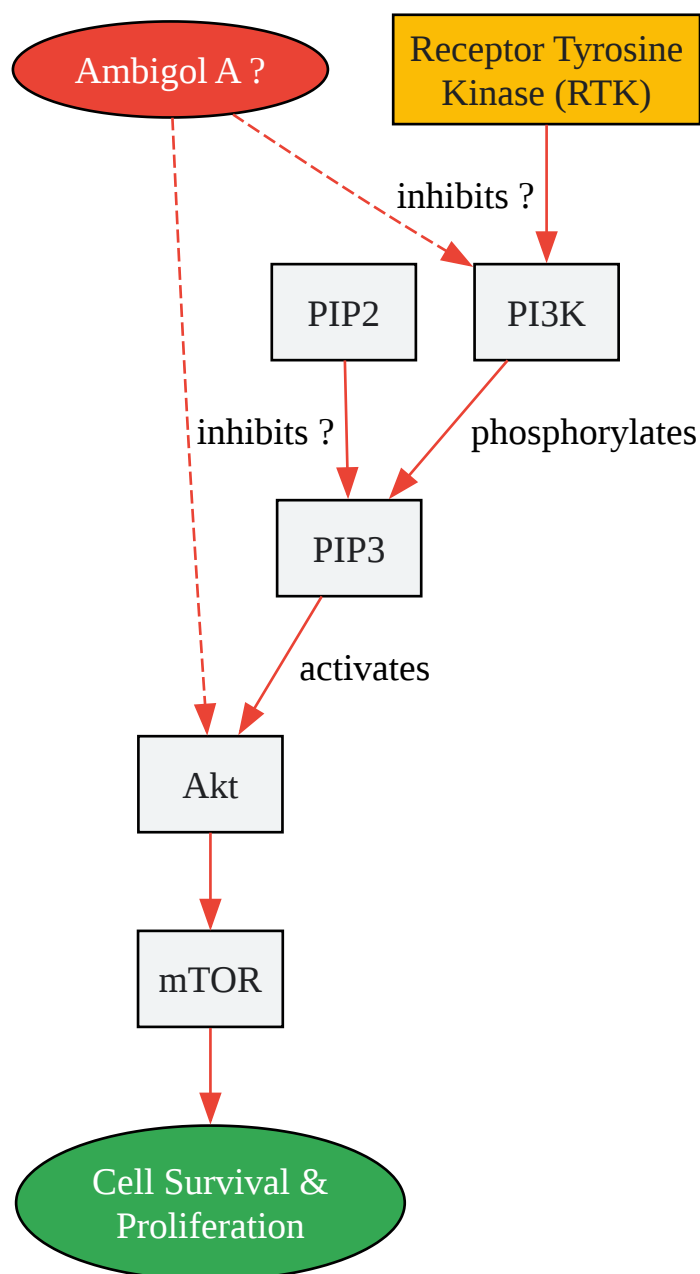 Ambigol A ?
Receptor Tyrosine
Kinase (RTK)
inhibits ?
PIP2
PI3K
inhibits ?
phosphorylates
PIP3
activates
Akt
mTOR
Cell Survival &
Proliferation